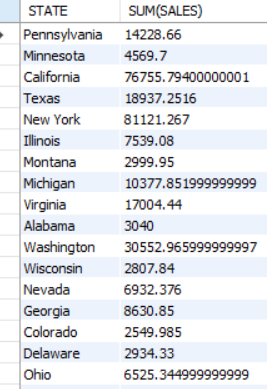 STATE SUM(SALES)
Pennsylvania 14228.66
Minnesota 4569.7
California 76755.79400000001
Texas 18937.2516
New York 81121.267
Illinois 7539.08
Montana 2999.95
Michigan 10377.851999999999
Virginia 17004.44
Alabama 3040
Washington 30552.965999999997
Wisconsin 2807.84
Nevada 6932.376
Georgia 8630.85
Colorado 2549.985
Delaware 2934.33
Ohio 6525.344999999999